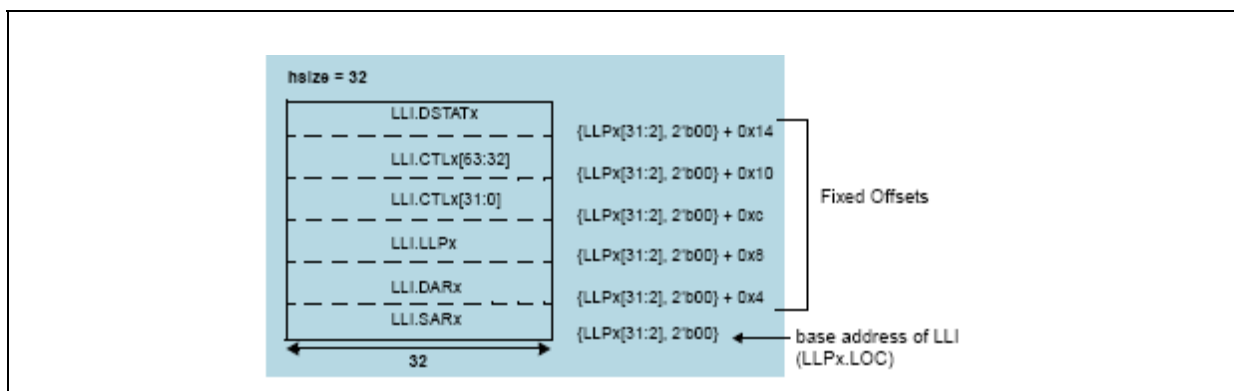 hsize = 32
LLI.DSTATx
{LLPx[31:2], 2'b00} + 0x14
LLI.CTLx[63:32]
{LLPx[31:2], 2'b00} + 0x10
LLI.CTLx[31:0]
Fixed Offsets
{LLPx[31:2], 2'b00} + 0xc
LLI.LLPx
{LLPx[31:2], 2'b00} + 0x8
LLI.DARx
{LLPx[31:2], 2'b00} + 0x4
LLI.SARx
{LLPx[31:2], 2'b00}
base address of LLI
(LLPx.LOC)
32